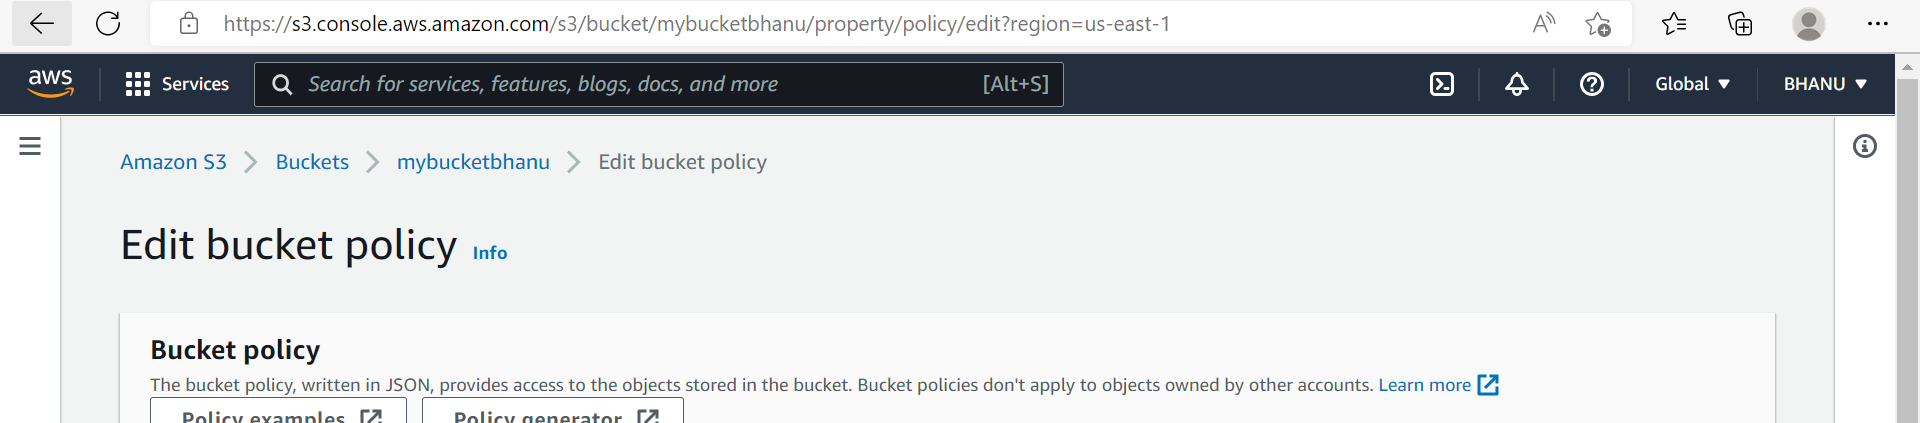 https://s3.console.aws.amazon.com/s3/bucket/mybucketbhanu/property/policy/edit?region=us-east-1
aws Services Search for services, features, blogs, docs, and more [Alt+S] Global BHANU
Amazon S3 Buckets mybucketbhanu Edit bucket policy
Edit bucket policy Info
Bucket policy
The bucket policy, written in JSON, provides access to the objects stored in the bucket. Bucket policies don't apply to objects owned by other accounts. Learn more
Policy examples Policy generator